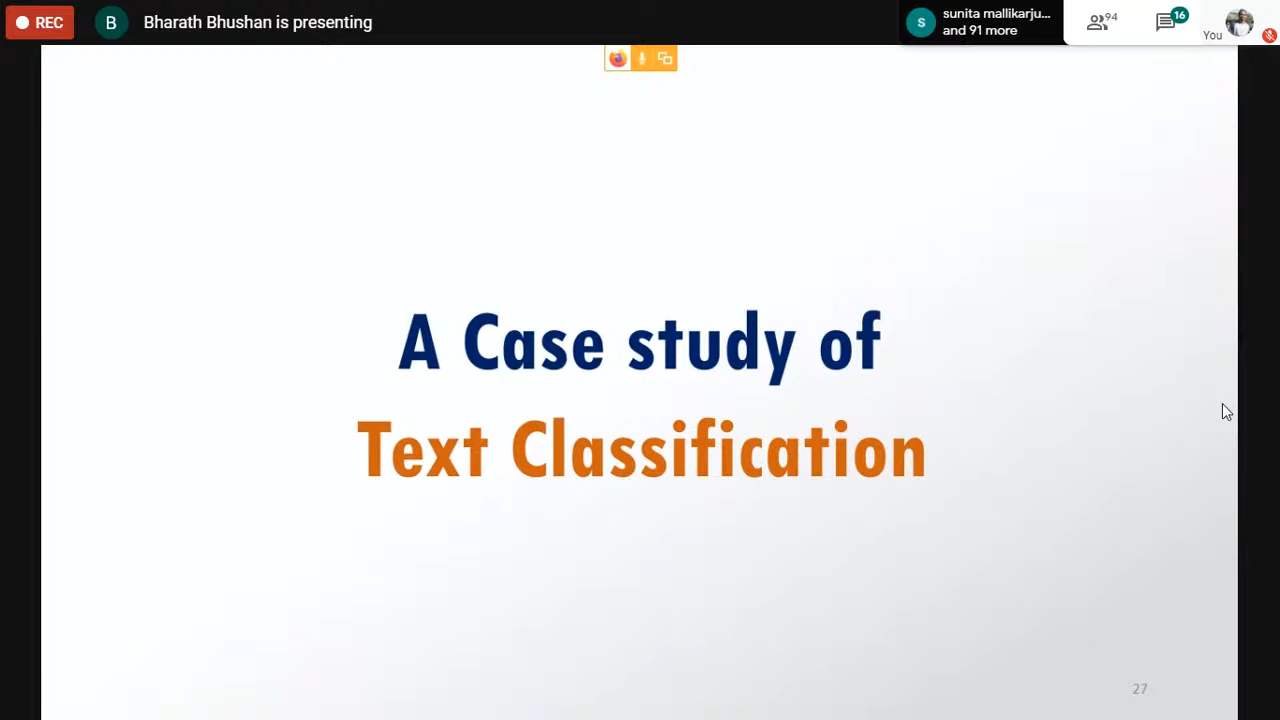 REC
B
Bharath Bhushan is presenting
S
sunita mallikarju...
and 91 more
94
16
You
A Case study of
Text Classification
27